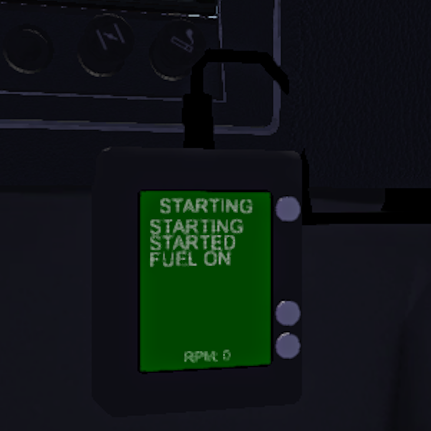 STARTING
STARTING
STARTED
FUEL ON
RPM: 0